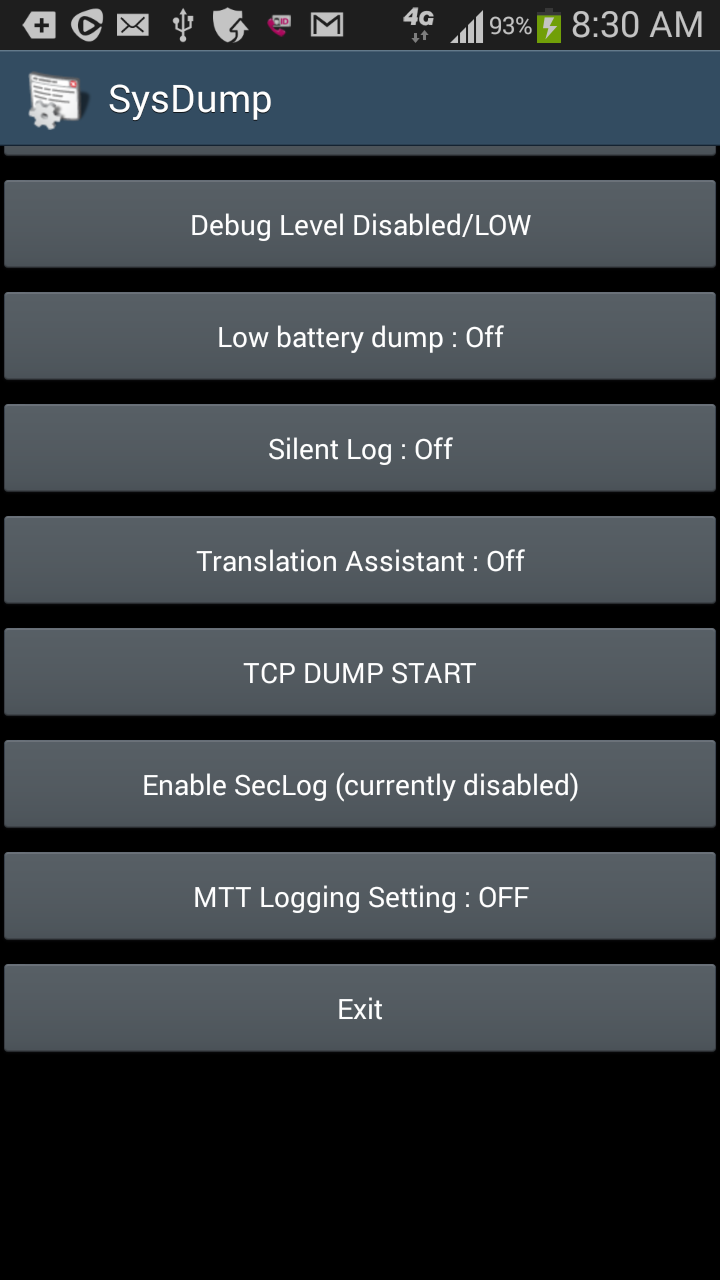 4G
93%
8:30 AM
SysDump
Debug Level Disabled/LOW
Low battery dump : Off
Silent Log : Off
Translation Assistant : Off
TCP DUMP START
Enable SecLog (currently disabled)
MTT Logging Setting : OFF
Exit